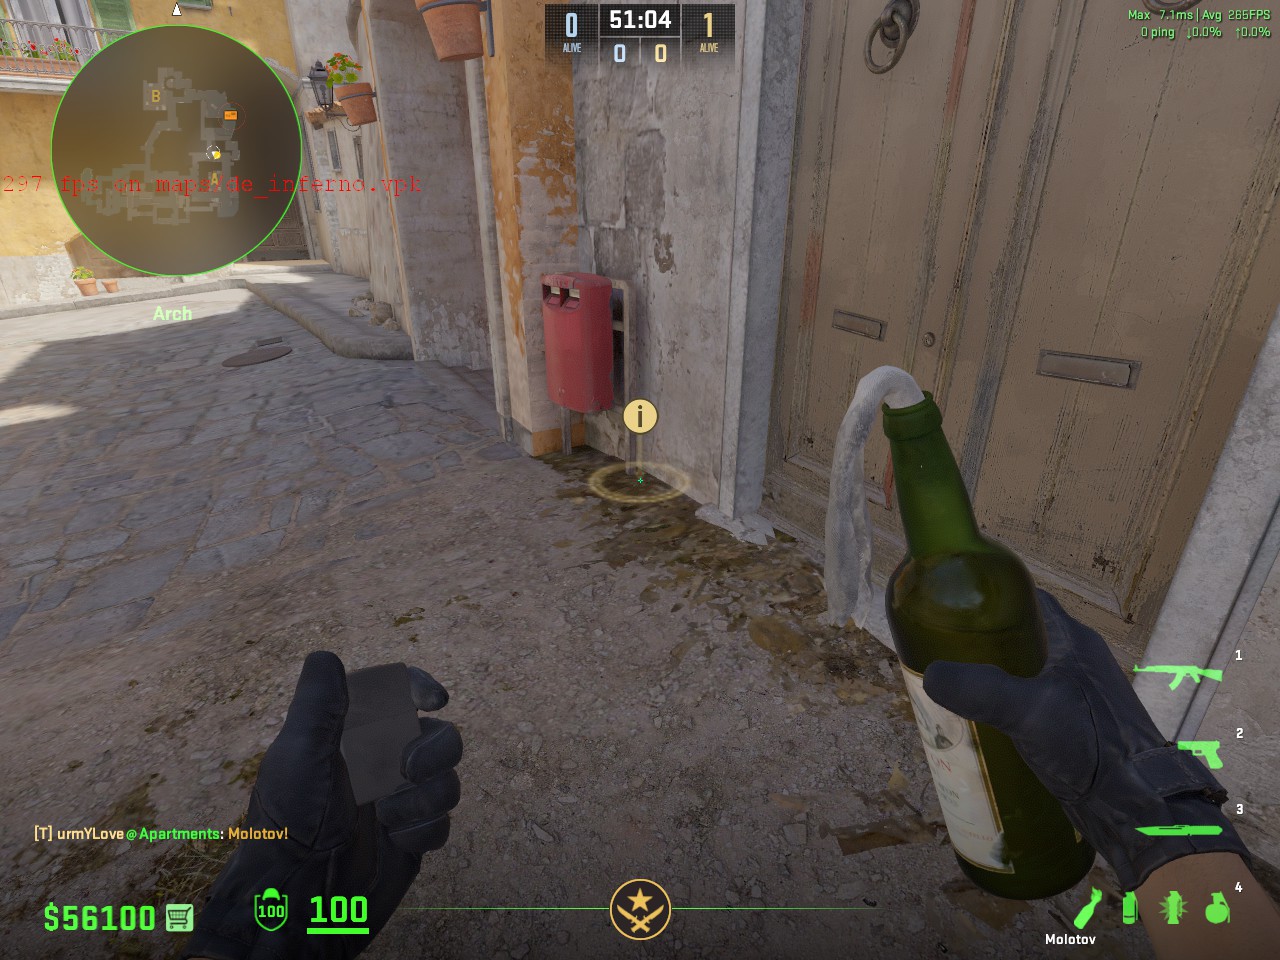 0 51:04 1
ALIVE 0 0 ALIVE
Max 7.1ms | Avg 265FPS
0 ping ↓0.0% ↑0.0%
B
297 fps on maps/de_inferno.vpk
A
Arch
i
1
2
3
[T] urmYLove@Apartments: Molotov!
4
$56100 100 100
Molotov